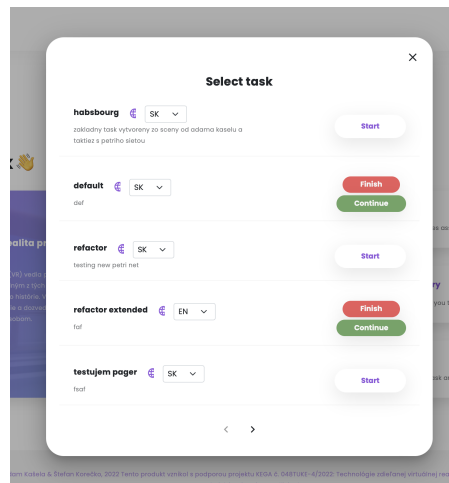 Select task
habsbourg SK
zakladny task vytvoreny zo sceny od adama kaselu a
taktiez s petriho sietou
Start
default SK
def
Finish
Continue
refactor SK
testing new petri net
Start
refactor extended EN
faf
Finish
Continue
testujem pager SK
fsaf
Start